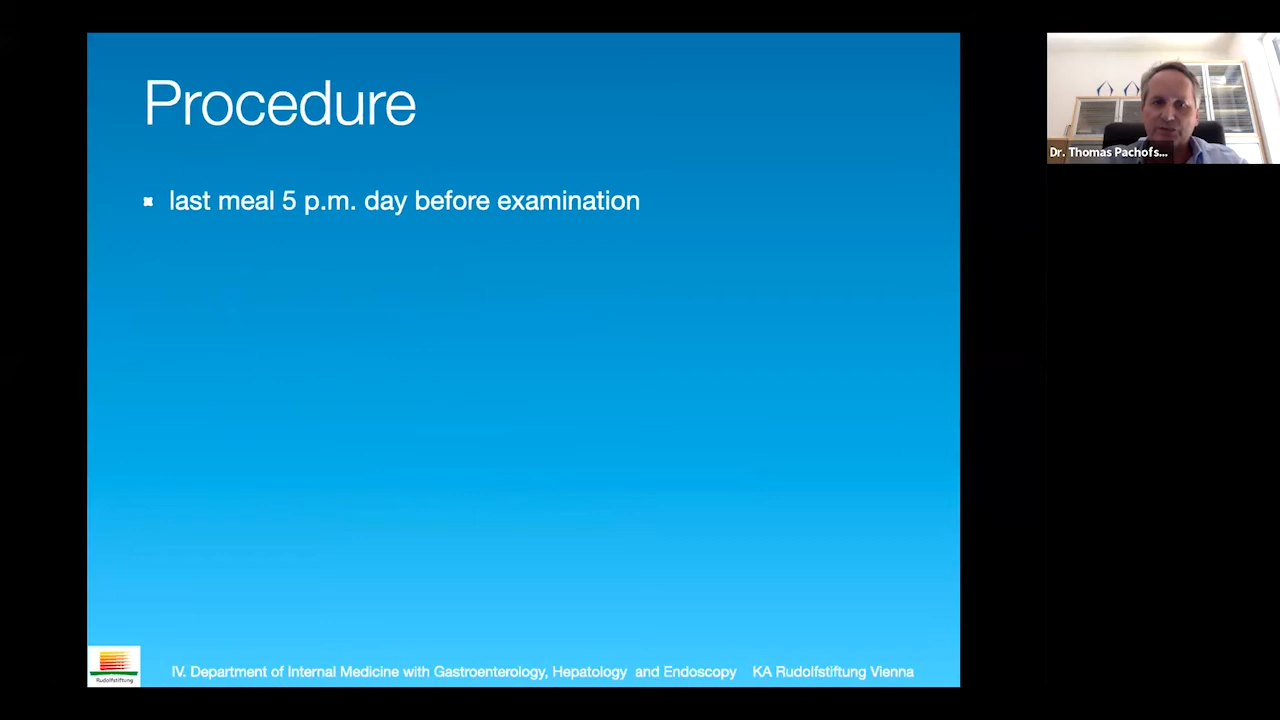 Procedure
last meal 5 p.m. day before examination
Dr. Thomas Pachofs...
Rudolfstiftung
IV. Department of Internal Medicine with Gastroenterology, Hepatology and Endoscopy KA Rudolfstiftung Vienna